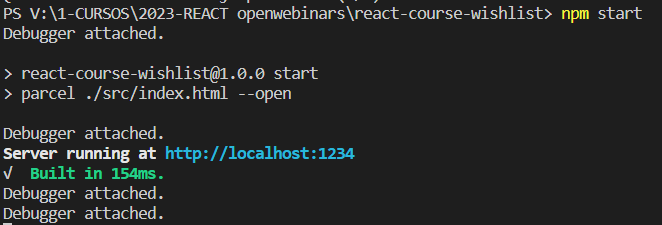 PS V:\1-CURSOS\2023-REACT openwebinars\react-course-wishlist> npm start
Debugger attached.
> react-course-wishlist@1.0.0 start
> parcel ./src/index.html --open
Debugger attached.
Server running at http://localhost:1234
√ Built in 154ms.
Debugger attached.
Debugger attached.